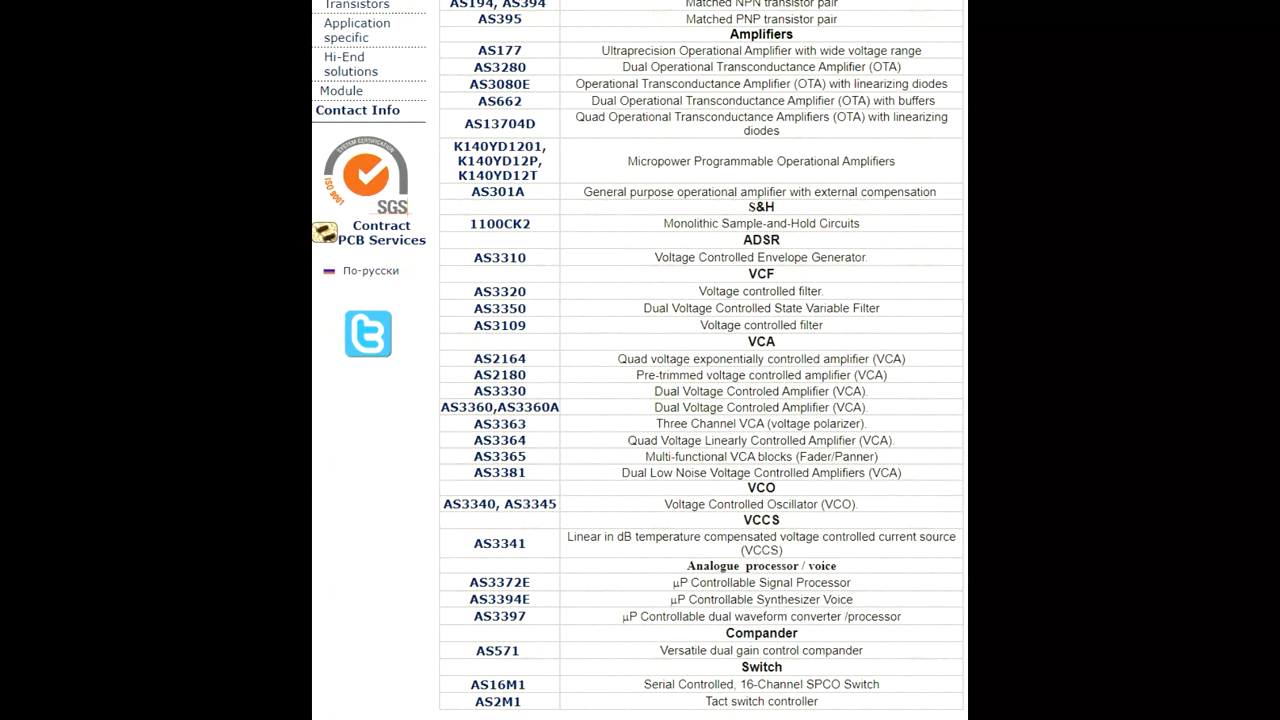 Transistors
Application
specific
Hi-End
solutions
Module
Contact Info
SYSTEM CERTIFICATION
ISO 9001
SGS
Contract
PCB Services
По-русски
AS194, AS394 Matched NPN transistor pair
AS395 Matched PNP transistor pair
Amplifiers
AS177 Ultraprecision Operational Amplifier with wide voltage range
AS3280 Dual Operational Transconductance Amplifier (OTA)
AS3080E Operational Transconductance Amplifier (OTA) with linearizing diodes
AS662 Dual Operational Transconductance Amplifier (OTA) with buffers
AS13704D Quad Operational Transconductance Amplifiers (OTA) with linearizing
diodes
K140YD1201,
K140YD12P, Micropower Programmable Operational Amplifiers
K140YD12T
AS301A General purpose operational amplifier with external compensation
S&H
1100CK2 Monolithic Sample-and-Hold Circuits
ADSR
AS3310 Voltage Controlled Envelope Generator.
VCF
AS3320 Voltage controlled filter.
AS3350 Dual Voltage Controlled State Variable Filter
AS3109 Voltage controlled filter
VCA
AS2164 Quad voltage exponentially controlled amplifier (VCA)
AS2180 Pre-trimmed voltage controlled amplifier (VCA)
AS3330 Dual Voltage Controled Amplifier (VCA).
AS3360,AS3360A Dual Voltage Controled Amplifier (VCA).
AS3363 Three Channel VCA (voltage polarizer).
AS3364 Quad Voltage Linearly Controlled Amplifier (VCA).
AS3365 Multi-functional VCA blocks (Fader/Panner)
AS3381 Dual Low Noise Voltage Controlled Amplifiers (VCA)
VCO
AS3340, AS3345 Voltage Controlled Oscillator (VCO).
VCCS
AS3341 Linear in dB temperature compensated voltage controlled current source
(VCCS)
Analogue processor / voice
AS3372E µP Controllable Signal Processor
AS3394E µP Controllable Synthesizer Voice
AS3397 µP Controllable dual waveform converter /processor
Compander
AS571 Versatile dual gain control compander
Switch
AS16M1 Serial Controlled, 16-Channel SPCO Switch
AS2M1 Tact switch controller